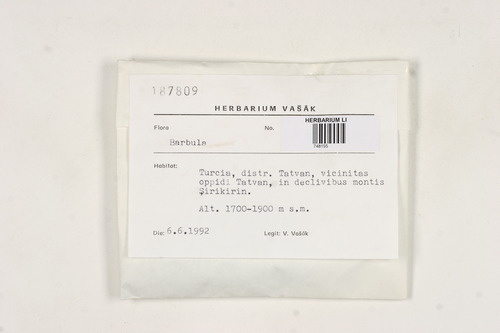 187809
HERBARIUM VAŠÁK
HERBARIUM LI
Flora
No.
Barbula
Habitat:
Turcia, distr. Tatvan, vicinitas
oppidi Tatvan, in declivibus montis
Şirikirin.
Alt. 1700-1900 m s.m.
Die: 6.6.1992
Legit: V. Vašák